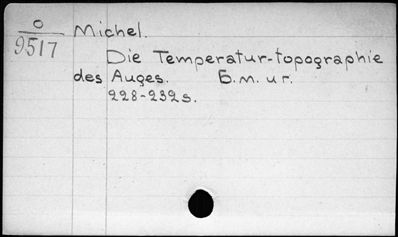 O
9517
Michel.
Die Temperatur-topographie
des Auges. Б.м. и г.
228-232 s.